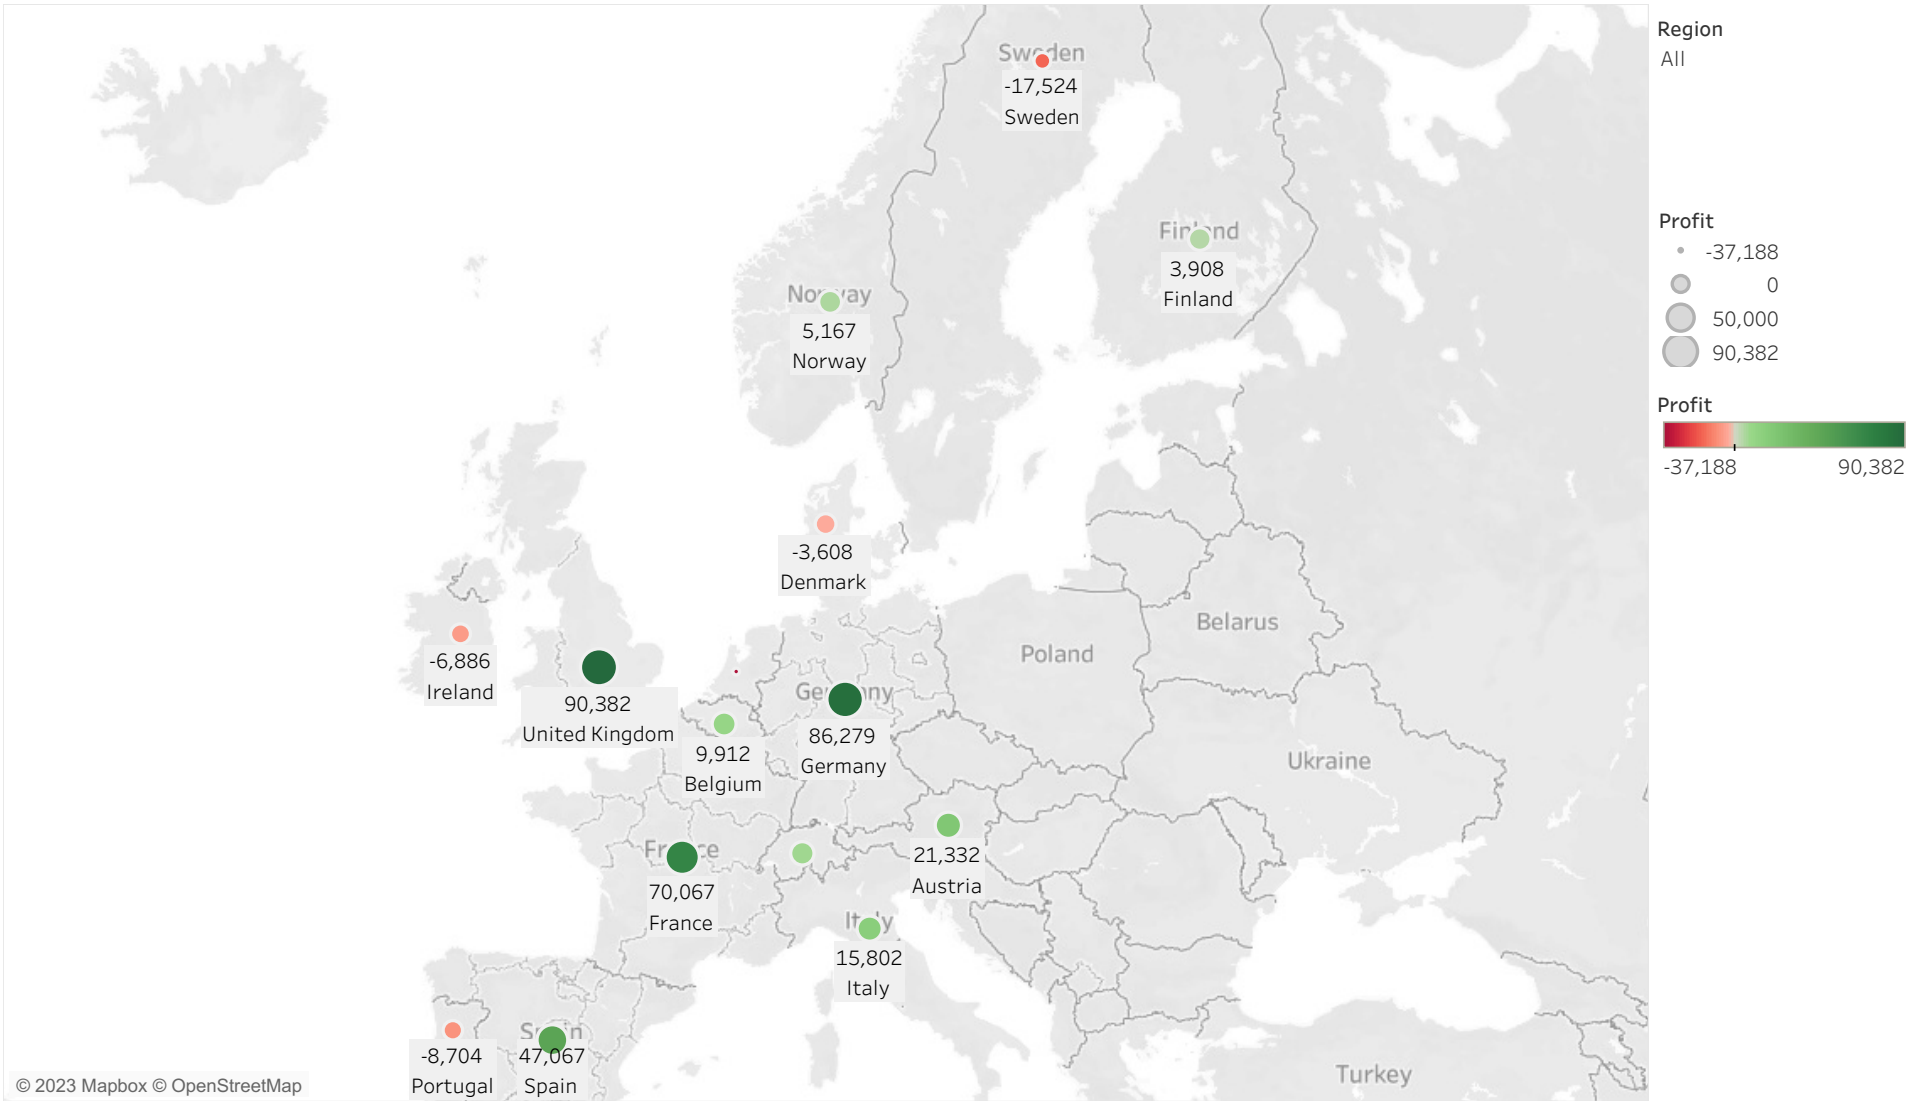 Sweden
-17,524
Sweden
Finland
3,908
Finland
Norway
5,167
Norway
-3,608
Denmark
Belarus
Poland
-6,886
Ireland
90,382
United Kingdom
Germany
86,279
Germany
9,912
Belgium
Ukraine
France
70,067
France
21,332
Austria
Italy
15,802
Italy
-8,704
Portugal
Spain
47,067
Spain
Turkey
© 2023 Mapbox © OpenStreetMap
Region
All
Profit
-37,188
0
50,000
90,382
Profit
-37,188 90,382